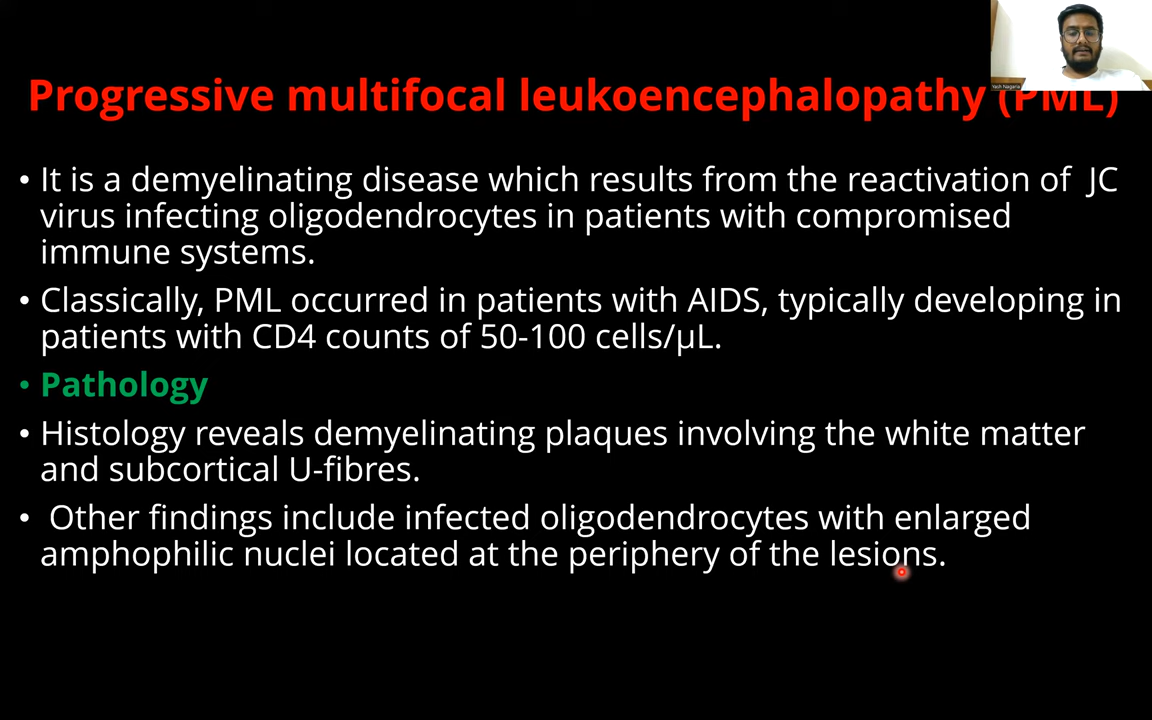 Progressive multifocal leukoencephalopathy (PML)
Yash Nagaria
• It is a demyelinating disease which results from the reactivation of  JC
virus infecting oligodendrocytes in patients with compromised
immune systems.
• Classically, PML occurred in patients with AIDS, typically developing in
patients with CD4 counts of 50-100 cells/µL.
• Pathology
• Histology reveals demyelinating plaques involving the white matter
and subcortical U-fibres.
•  Other findings include infected oligodendrocytes with enlarged
amphophilic nuclei located at the periphery of the lesions.